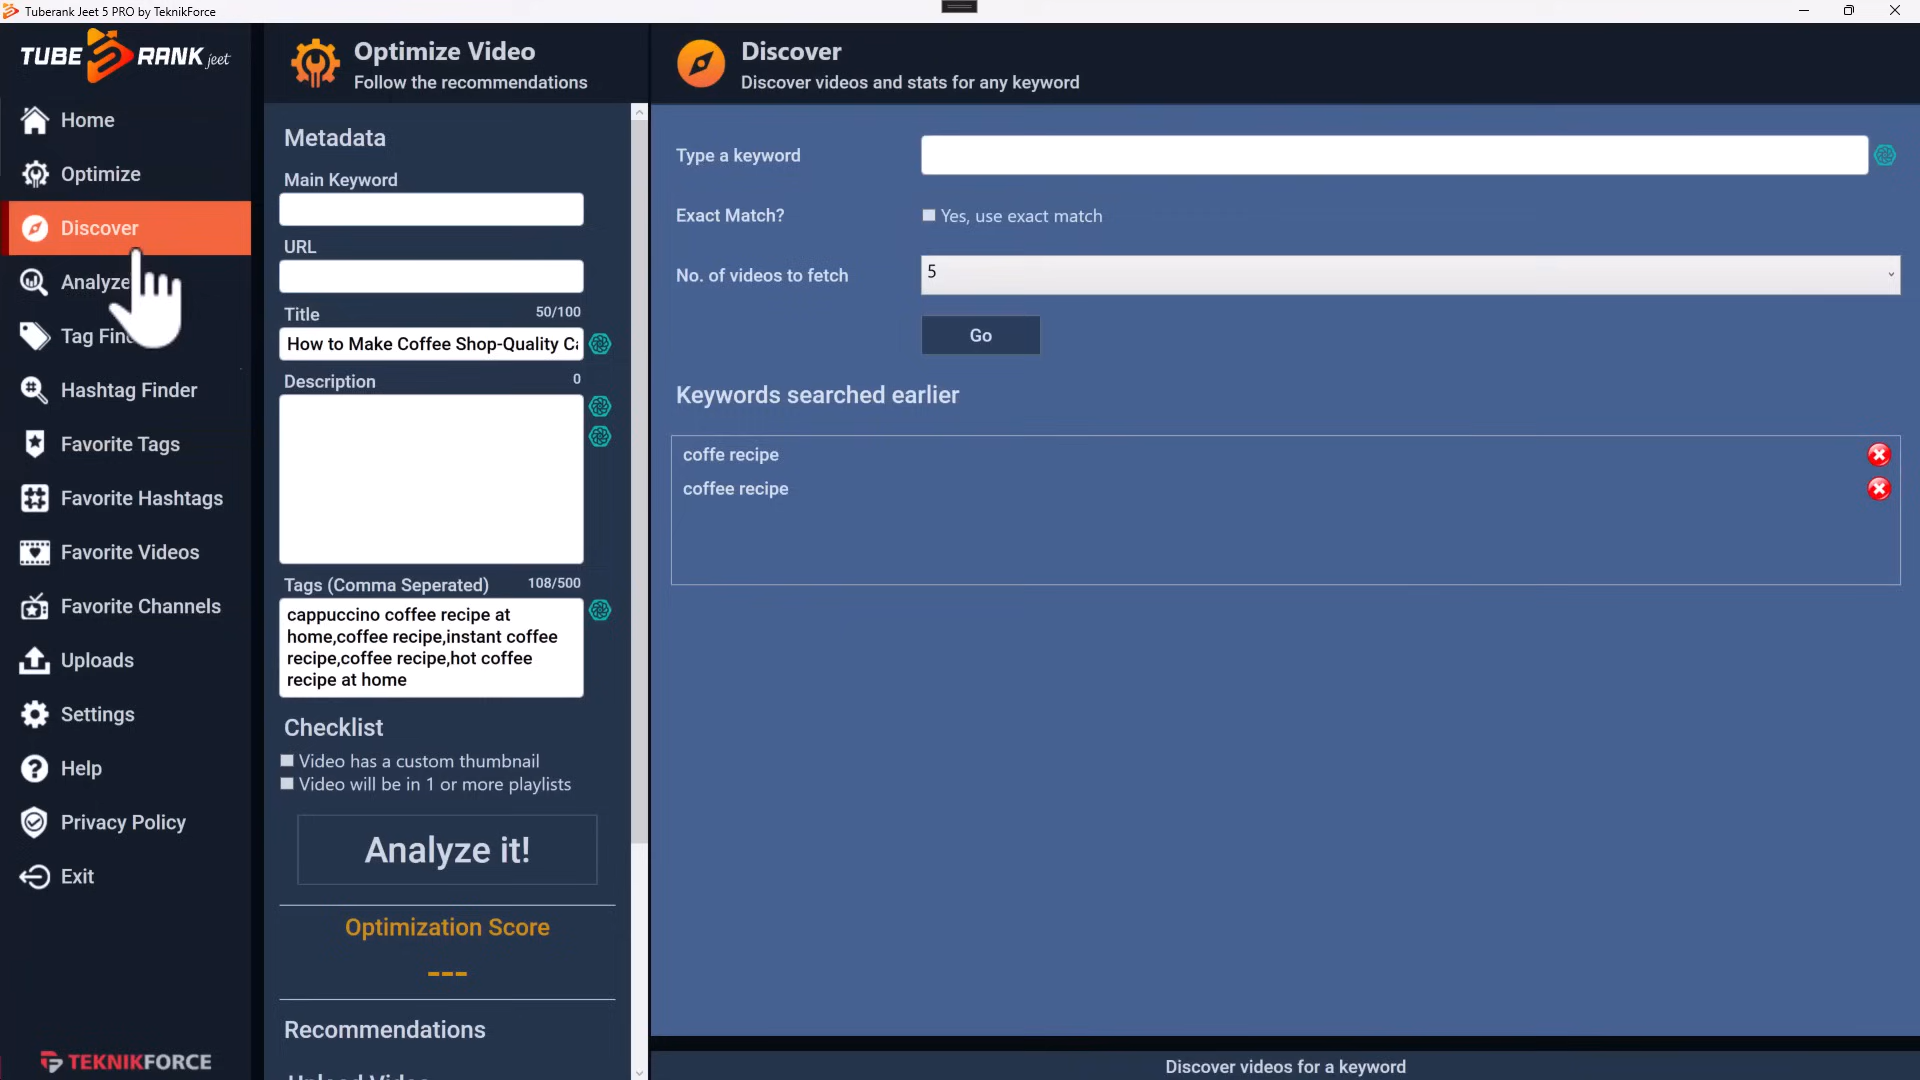 Tuberank Jeet 5 PRO by TeknikForce
TUBE RANK jeet
Home
Optimize
Discover
Analyze
Tag
Hashtag Finder
Favorite Tags
Favorite Hashtags
Favorite Videos
Favorite Channels
Uploads
Settings
Help
Privacy Policy
Exit
TEKNIKFORCE
Optimize Video
Follow the recommendations
Metadata
Main Keyword
URL
Title 50/100
How to Make Coffee Shop-Quality
Description 0
Tags (Comma Seperated) 108/500
cappuccino coffee recipe at
home,coffee recipe,instant coffee
recipe,coffee recipe,hot coffee
recipe at home
Checklist
Video has a custom thumbnail
Video will be in 1 or more playlists
Analyze it!
Optimization Score
---
Recommendations
Discover
Discover videos and stats for any keyword
Type a keyword
Exact Match?
Yes, use exact match
No. of videos to fetch
5
Go
Keywords searched earlier
coffe recipe
coffee recipe
Discover videos for a keyword